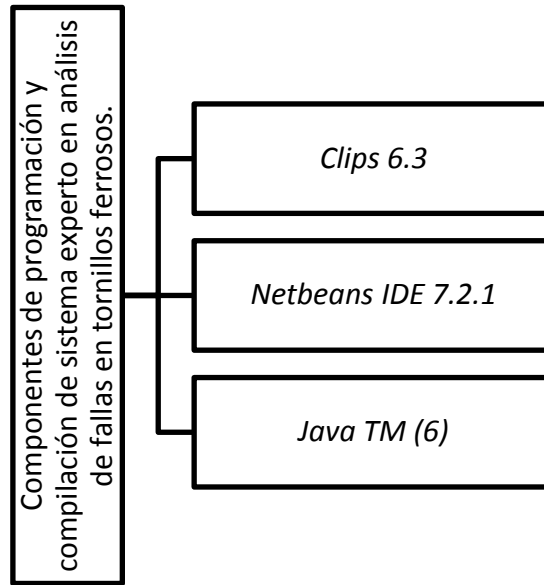 Componentes de programación y
compilación de sistema experto en análisis
de fallas en tornillos ferrosos.
Clips 6.3
Netbeans IDE 7.2.1
Java TM (6)